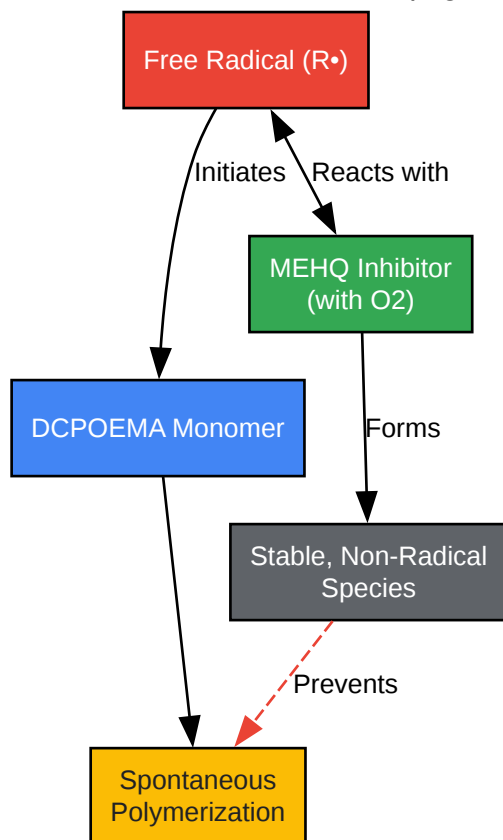 Free Radical (R•)
Initiates
Reacts with
MEHQ Inhibitor
(with O2)
DCPOEMA Monomer
Forms
Stable, Non-Radical
Species
Prevents
Spontaneous
Polymerization